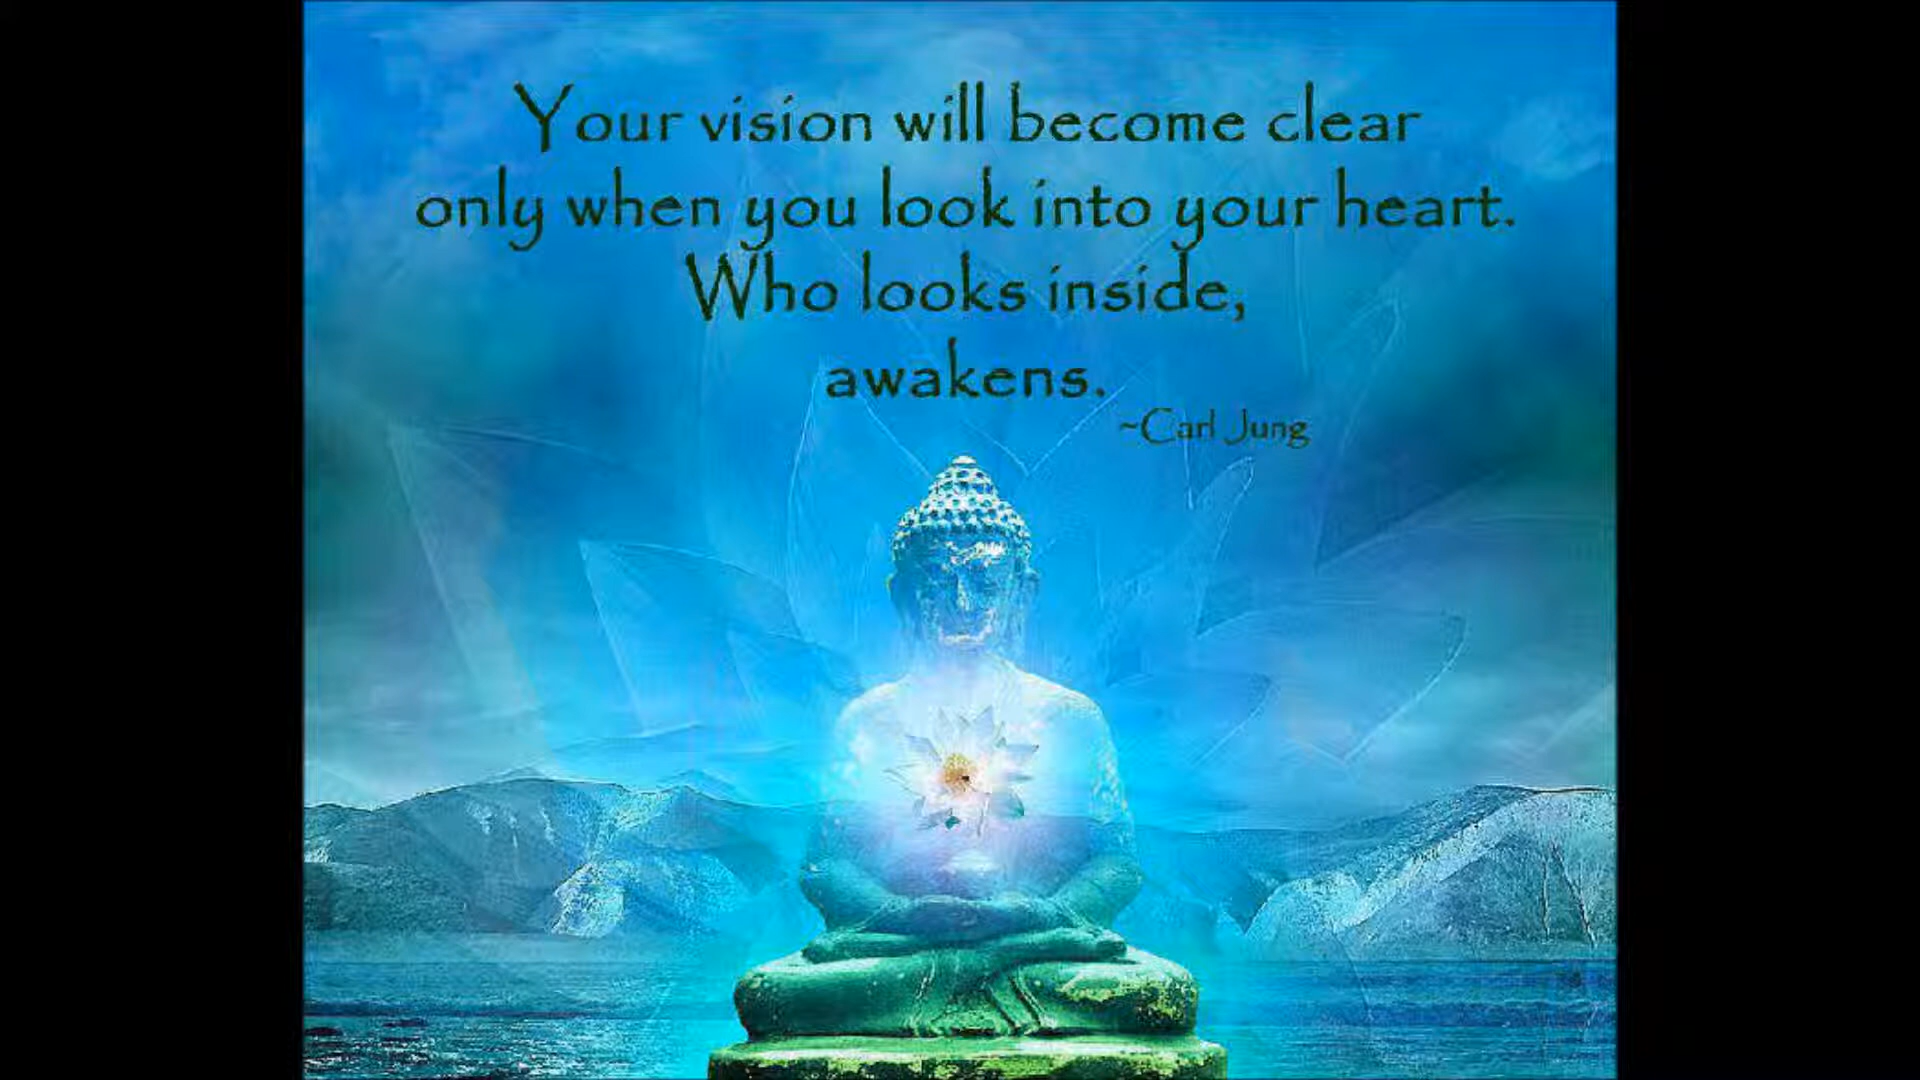 Your vision will become clear
only when you look into your heart.
Who looks inside,
awakens.
~Carl Jung